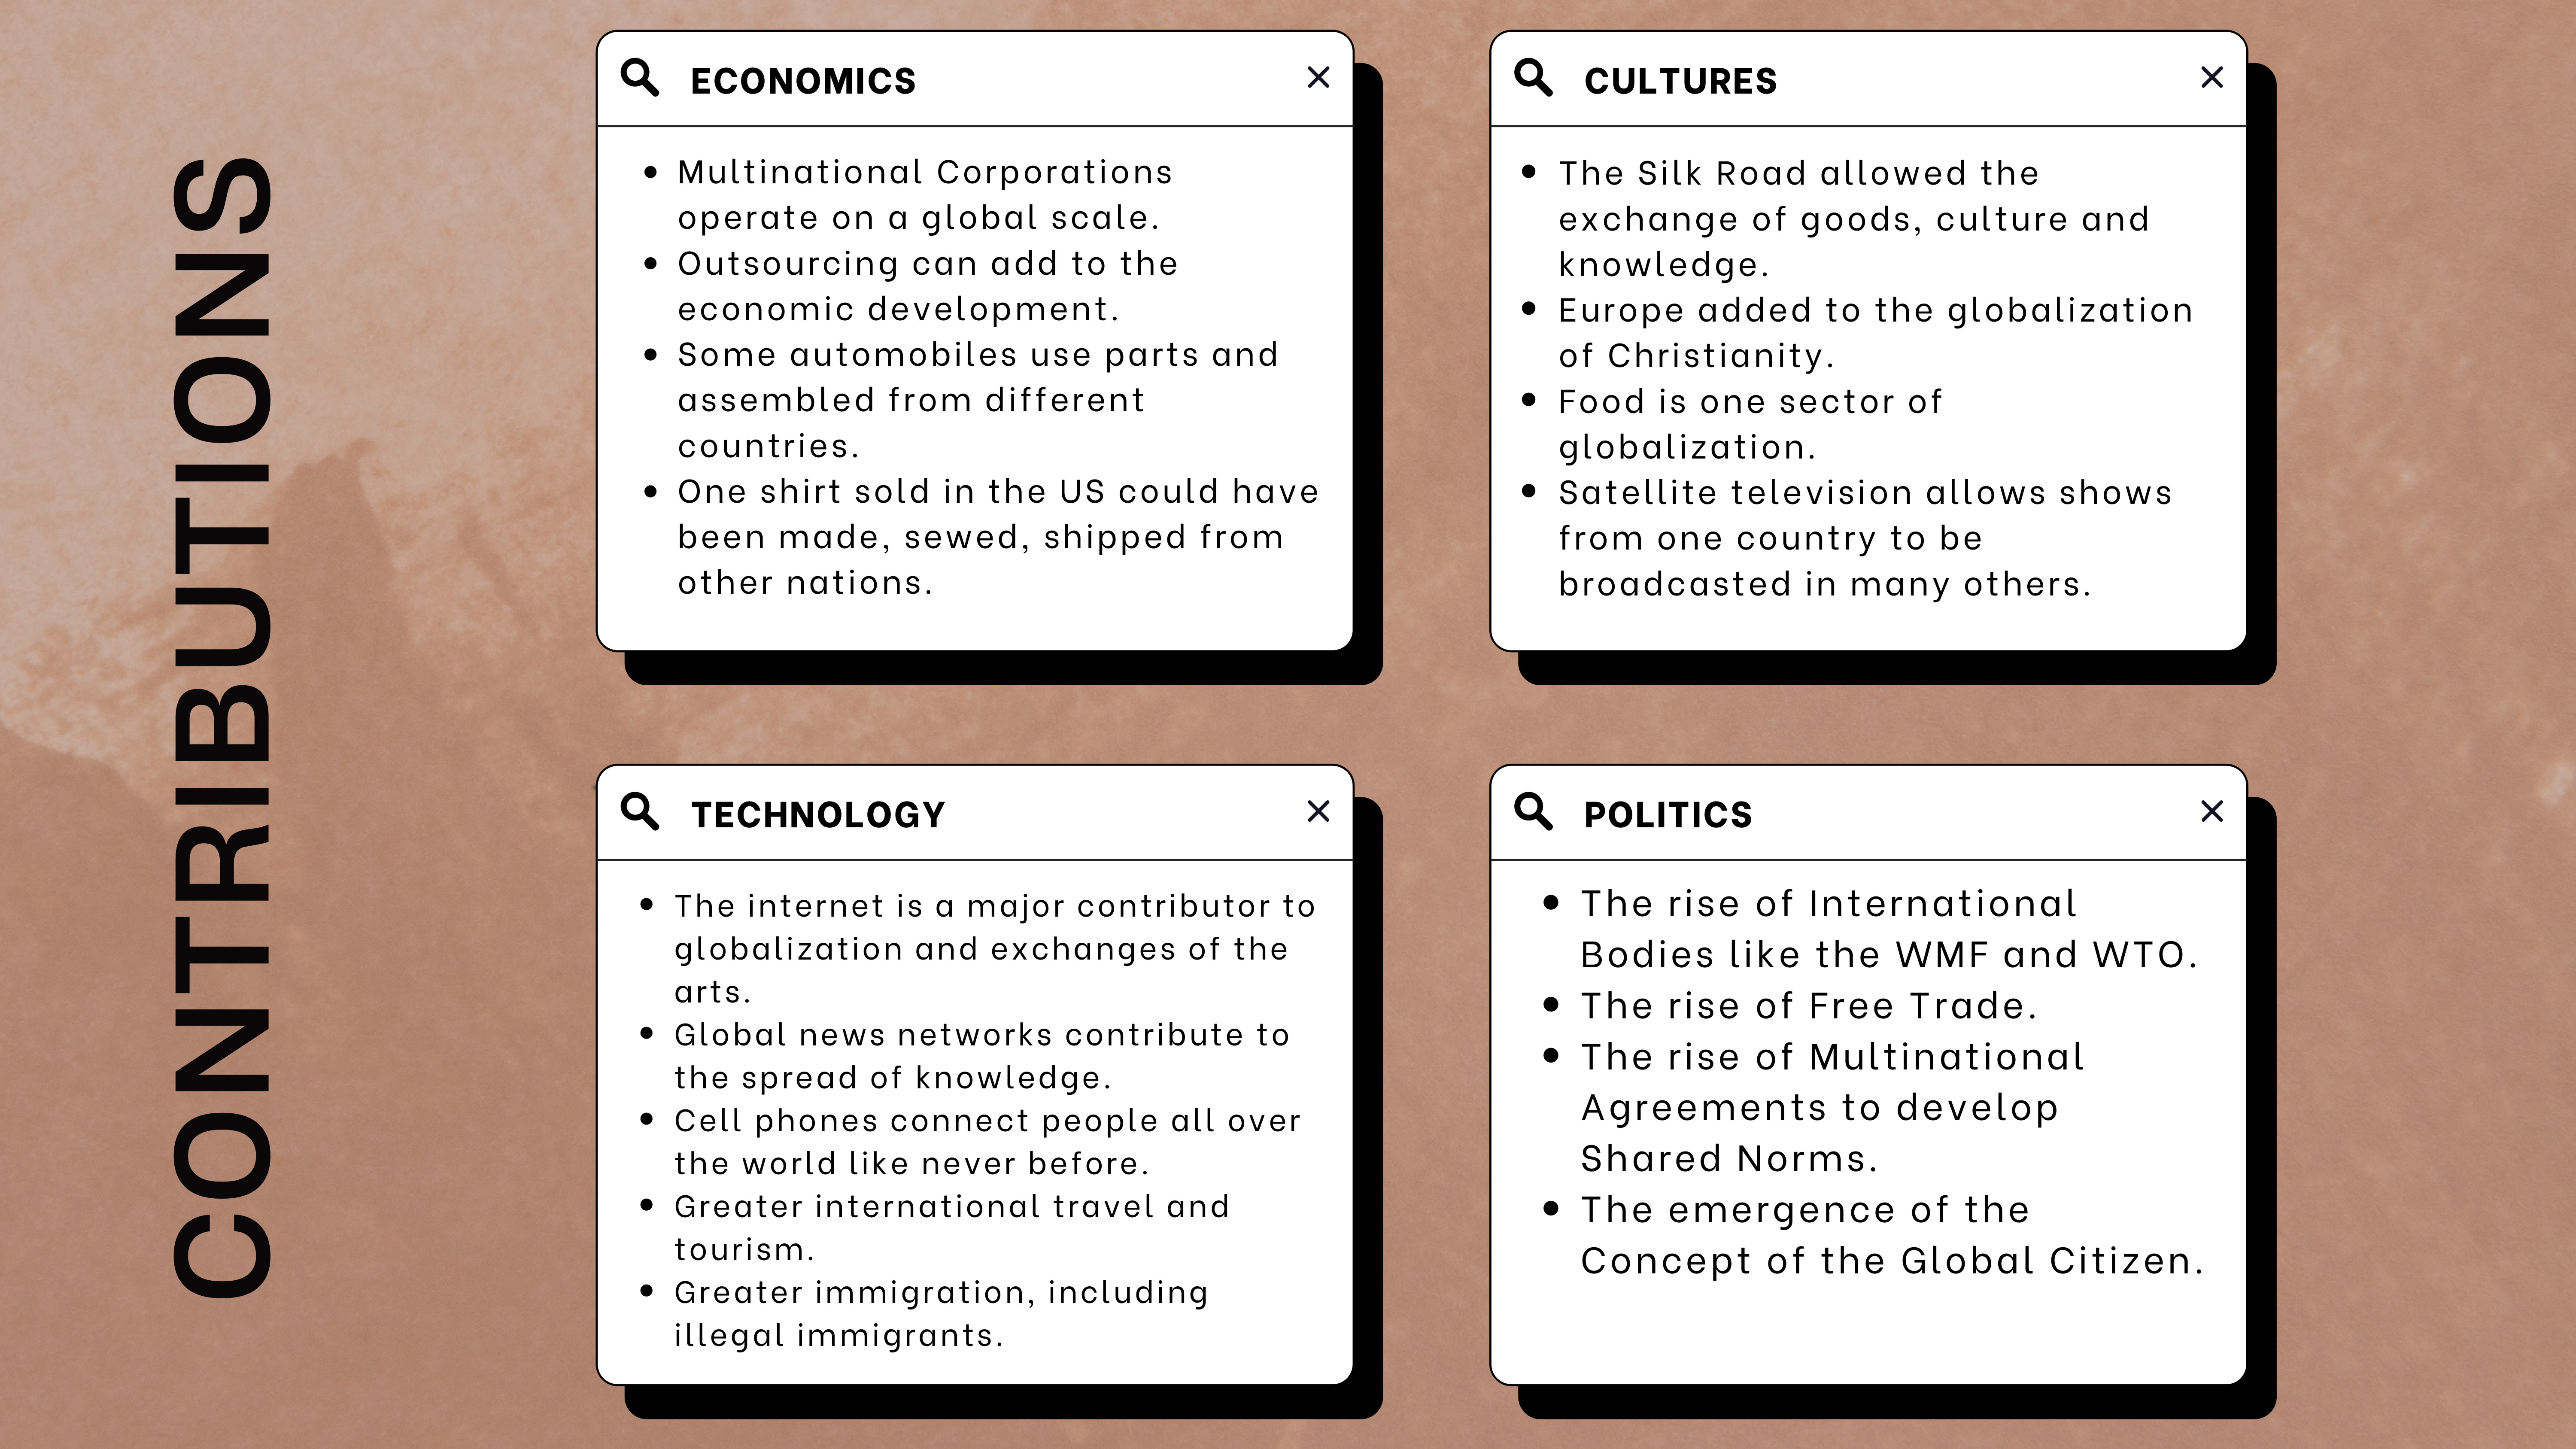 CONTRIBUTIONS
ECONOMICS
• Multinational Corporations
operate on a global scale.
• Outsourcing can add to the
economic development.
• Some automobiles use parts and
assembled from different
countries.
• One shirt sold in the US could have
been made, sewed, shipped from
other nations.
CULTURES
• The Silk Road allowed the
exchange of goods, culture and
knowledge.
• Europe added to the globalization
of Christianity.
• Food is one sector of
globalization.
• Satellite television allows shows
from one country to be
broadcasted in many others.
TECHNOLOGY
• The internet is a major contributor to
globalization and exchanges of the
arts.
• Global news networks contribute to
the spread of knowledge.
• Cell phones connect people all over
the world like never before.
• Greater international travel and
tourism.
• Greater immigration, including
illegal immigrants.
POLITICS
• The rise of International
Bodies like the WMF and WTO.
• The rise of Free Trade.
• The rise of Multinational
Agreements to develop
Shared Norms.
• The emergence of the
Concept of the Global Citizen.